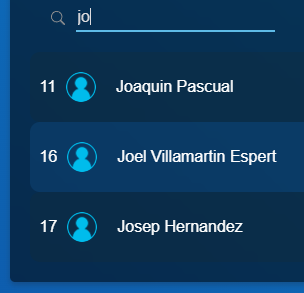 jo
11 Joaquin Pascual
16 Joel Villamartin Espert
17 Josep Hernandez